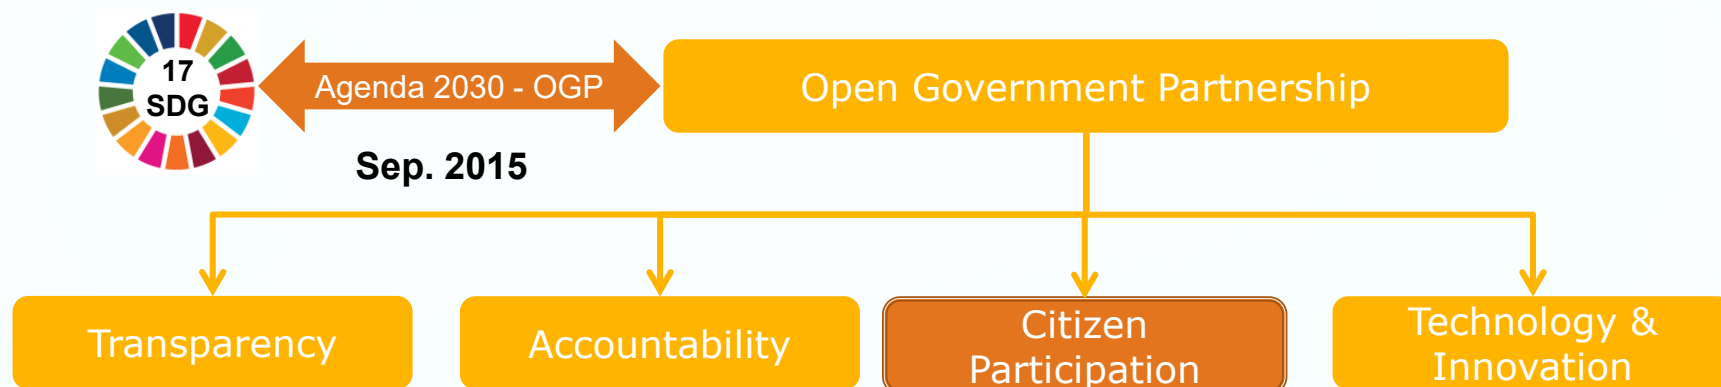 17
SDG
Agenda 2030 - OGP
Open Government Partnership
Sep. 2015
Transparency
Accountability
Citizen
Participation
Technology &
Innovation